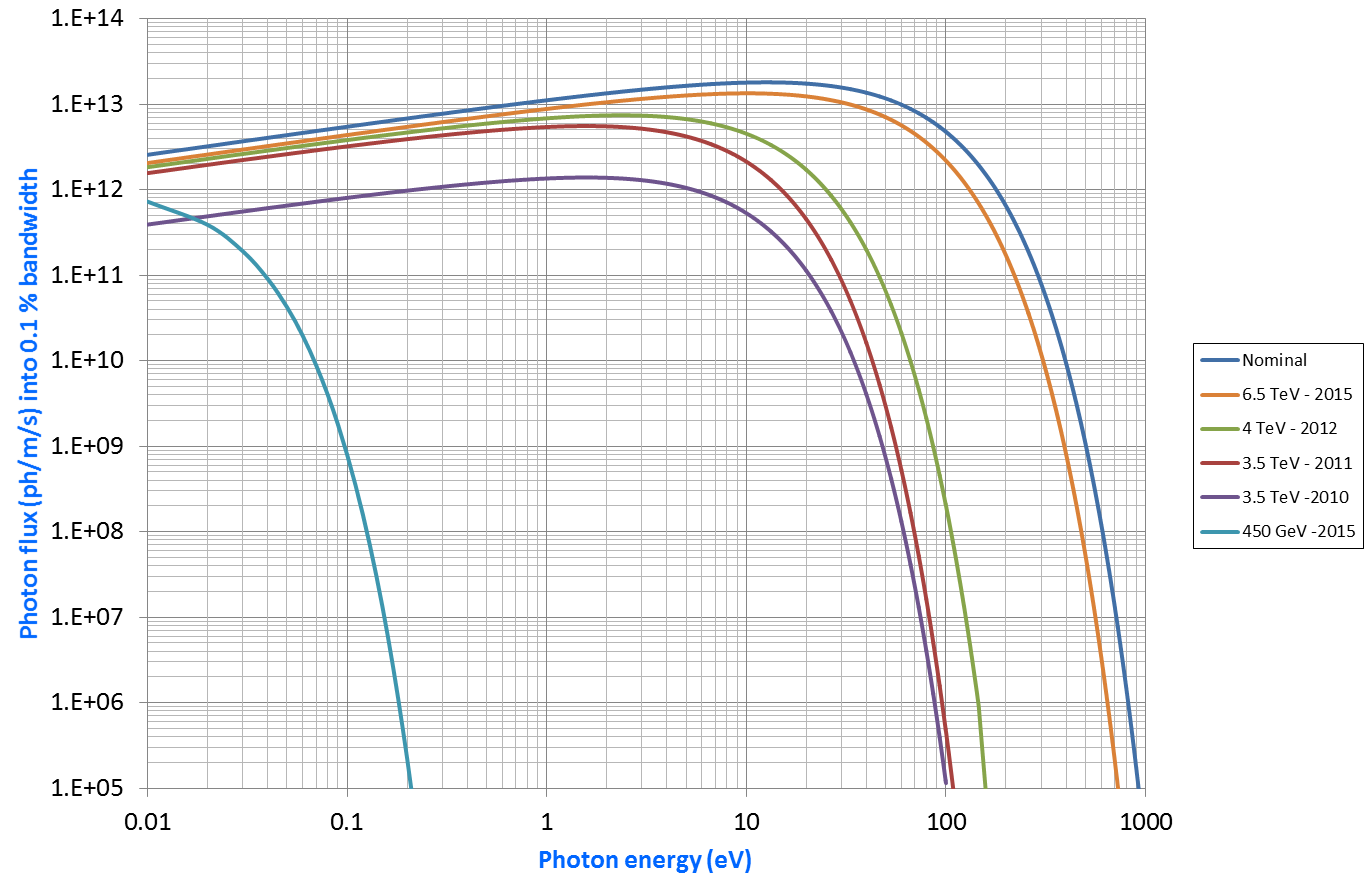 1.E+14
1.E+13
1.E+12
1.E+11
1.E+10
1.E+09
1.E+08
1.E+07
1.E+06
1.E+05
Photon flux (ph/m/s) into 0.1 % bandwidth
0.01 0.1 1 10 100 1000
Photon energy (eV)
Nominal
6.5 TeV - 2015
4 TeV - 2012
3.5 TeV - 2011
3.5 TeV -2010
450 GeV -2015